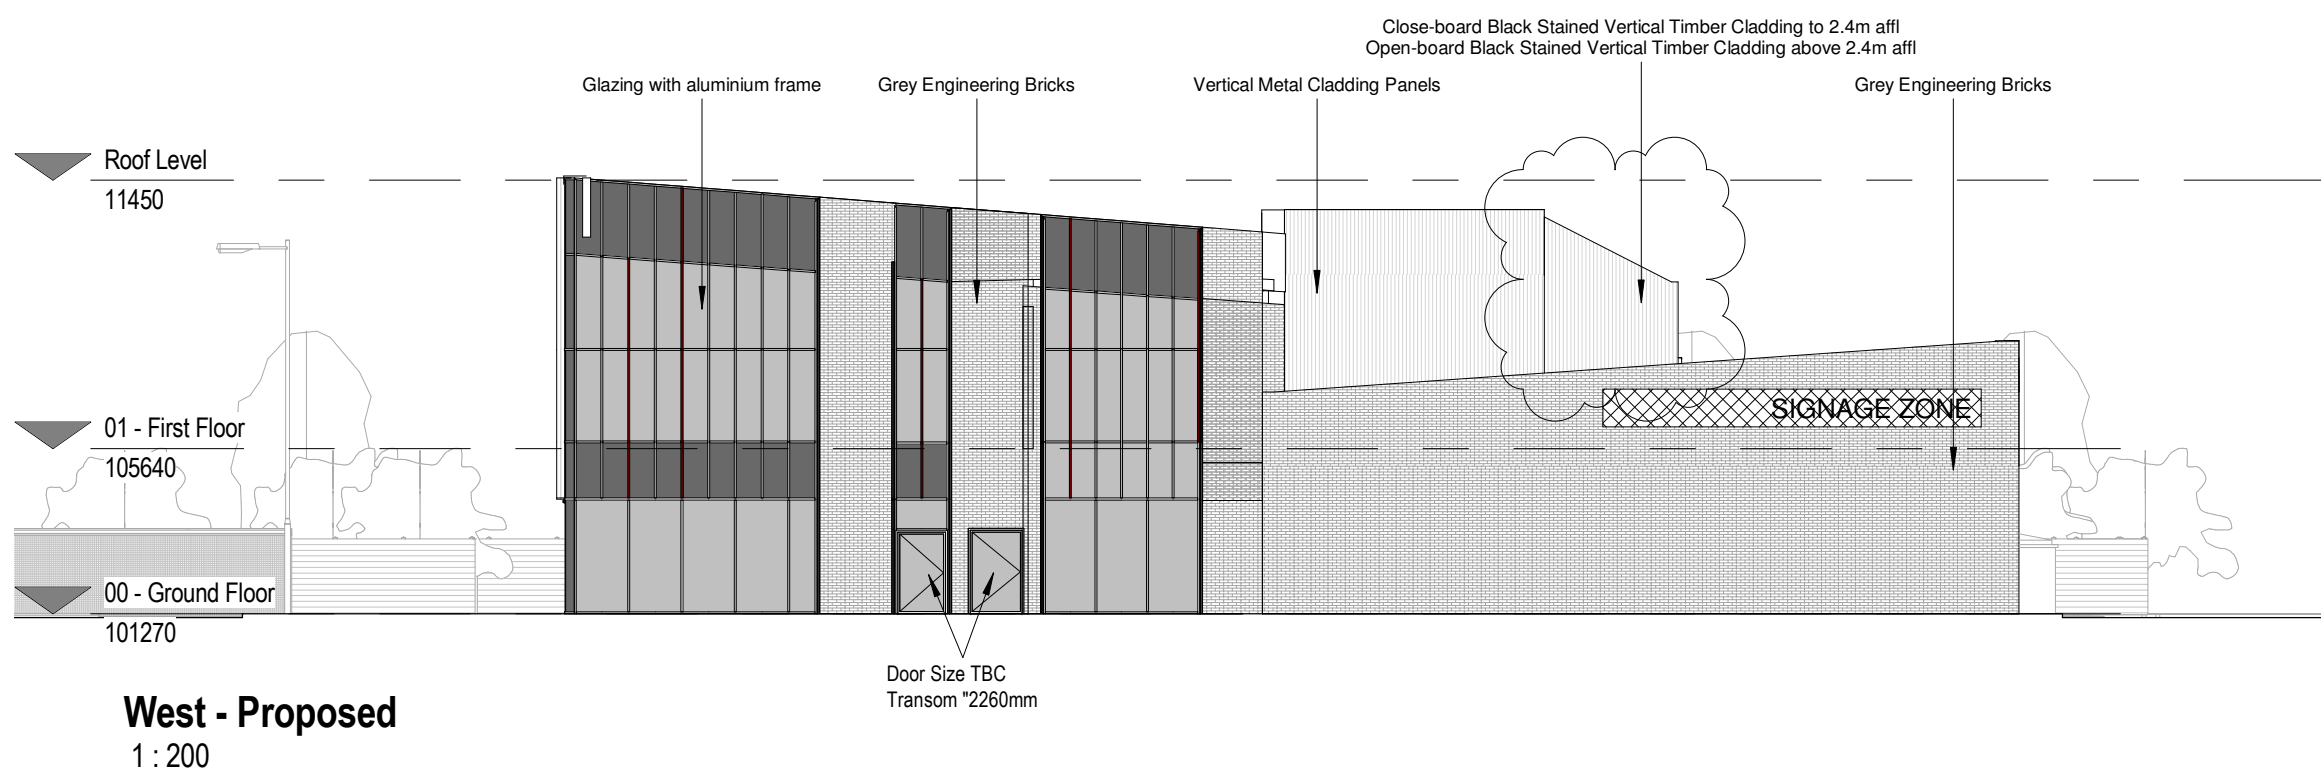 Close-board Black Stained Vertical Timber Cladding to 2.4m affl
Open-board Black Stained Vertical Timber Cladding above 2.4m affl
Glazing with aluminium frame
Grey Engineering Bricks
Vertical Metal Cladding Panels
Grey Engineering Bricks
Roof Level
11450
01 - First Floor
105640
SIGNAGE ZONE
00 - Ground Floor
101270
Door Size TBC
Transom "2260mm
West - Proposed
1 : 200